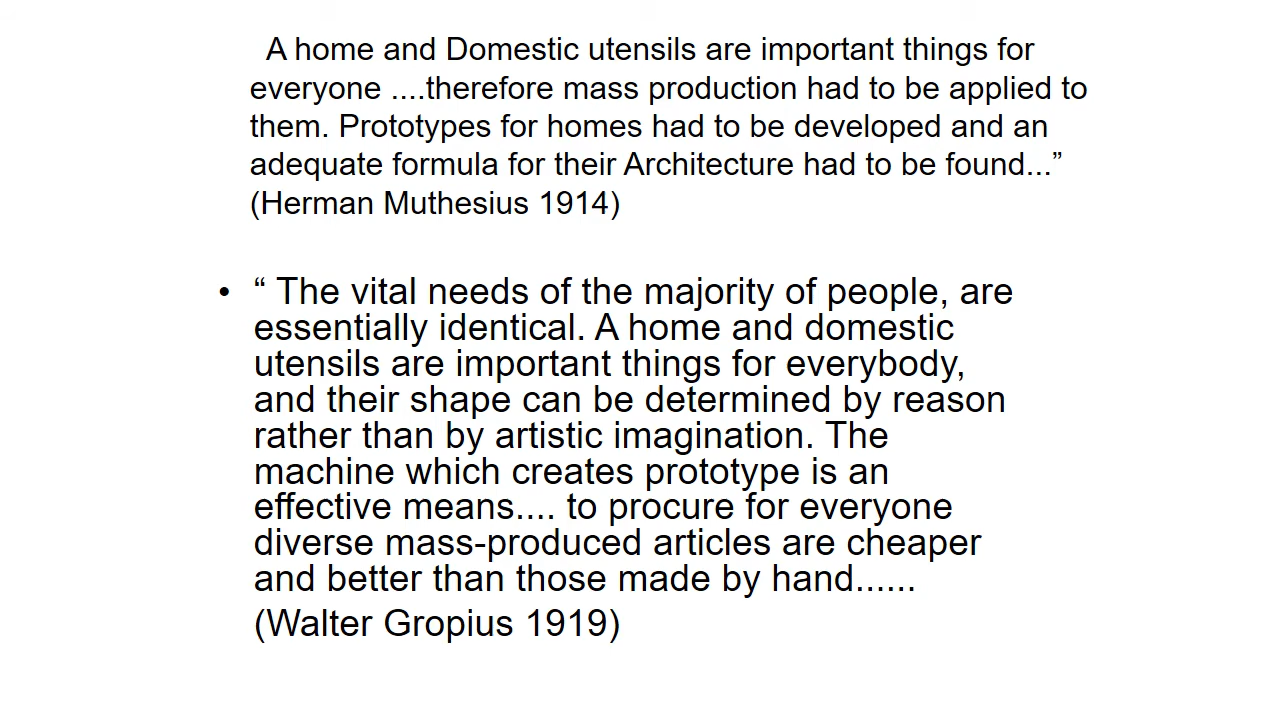 A home and Domestic utensils are important things for
everyone ....therefore mass production had to be applied to
them. Prototypes for homes had to be developed and an
adequate formula for their Architecture had to be found...”
(Herman Muthesius 1914)
• “ The vital needs of the majority of people, are
essentially identical. A home and domestic
utensils are important things for everybody,
and their shape can be determined by reason
rather than by artistic imagination. The
machine which creates prototype is an
effective means.... to procure for everyone
diverse mass-produced articles are cheaper
and better than those made by hand......
(Walter Gropius 1919)